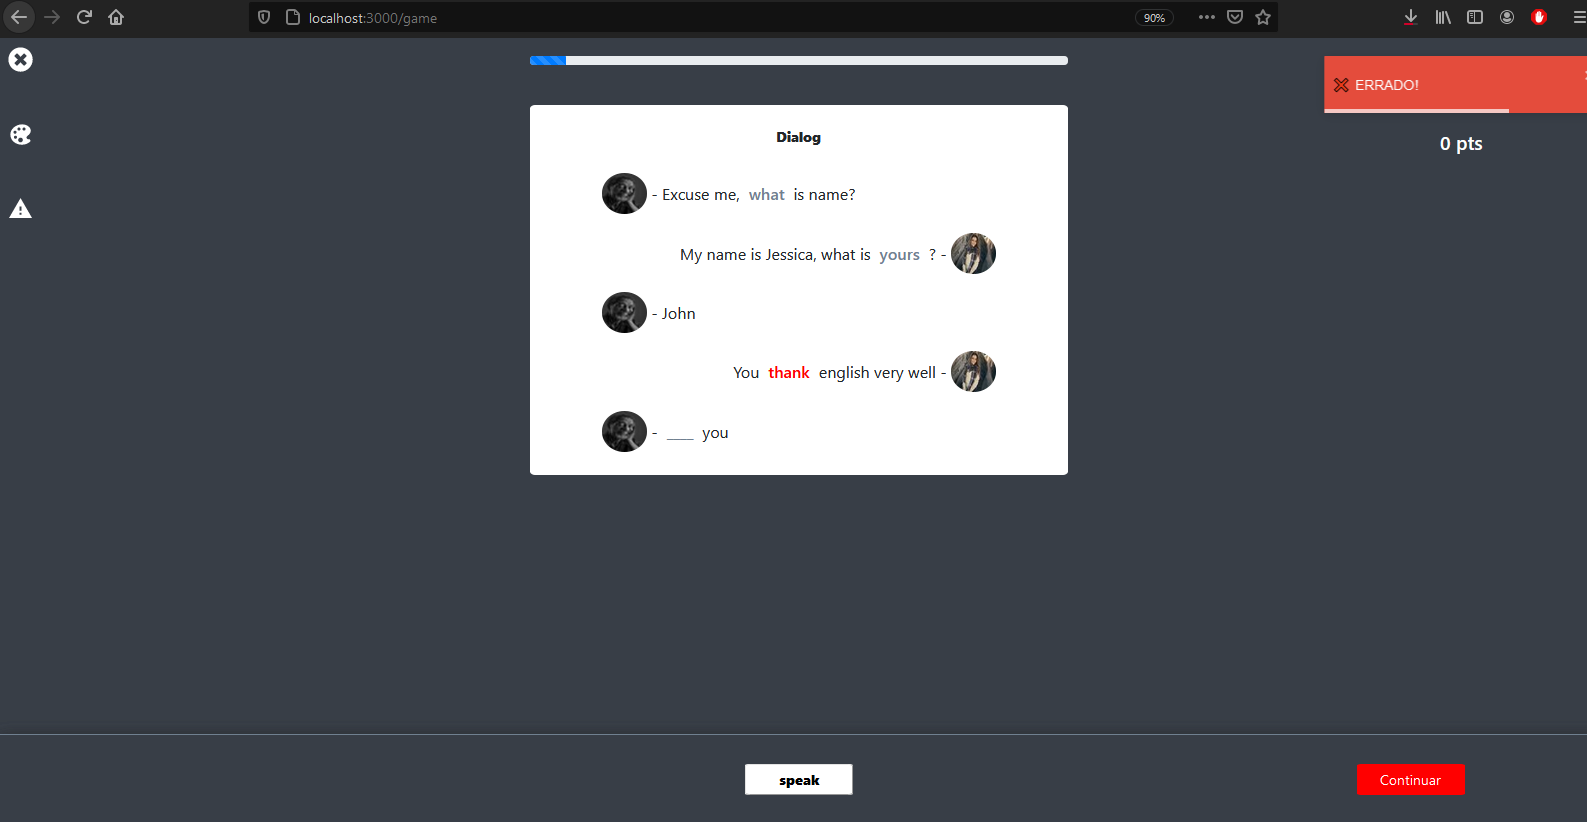 localhost:3000/game
90%
ERRADO!
0 pts
Dialog
- Excuse me, what is name?
My name is Jessica, what is yours ? -
- John
You thank english very well -
- ____ you
speak
Continuar